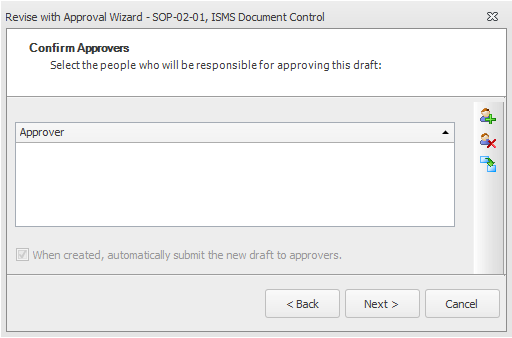 Revise with Approval Wizard - SOP-02-01, ISMS Document Control
Confirm Approvers
Select the people who will be responsible for approving this draft:
Approver
When created, automatically submit the new draft to approvers.
< Back
Next >
Cancel